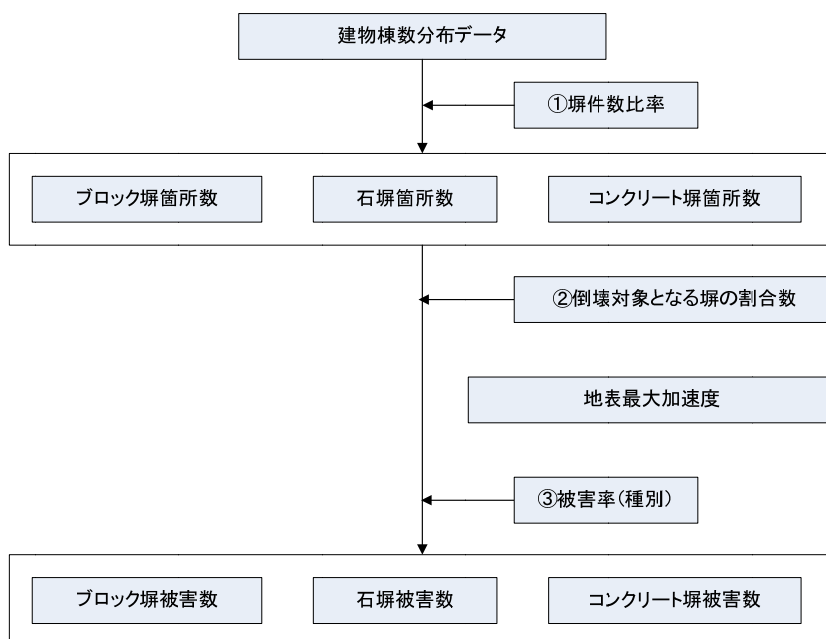 建物棟数分布データ
①塀件数比率
ブロック塀箇所数
石塀箇所数
コンクリート塀箇所数
②倒壊対象となる塀の割合数
地表最大加速度
③被害率(種別)
ブロック塀被害数
石塀被害数
コンクリート塀被害数